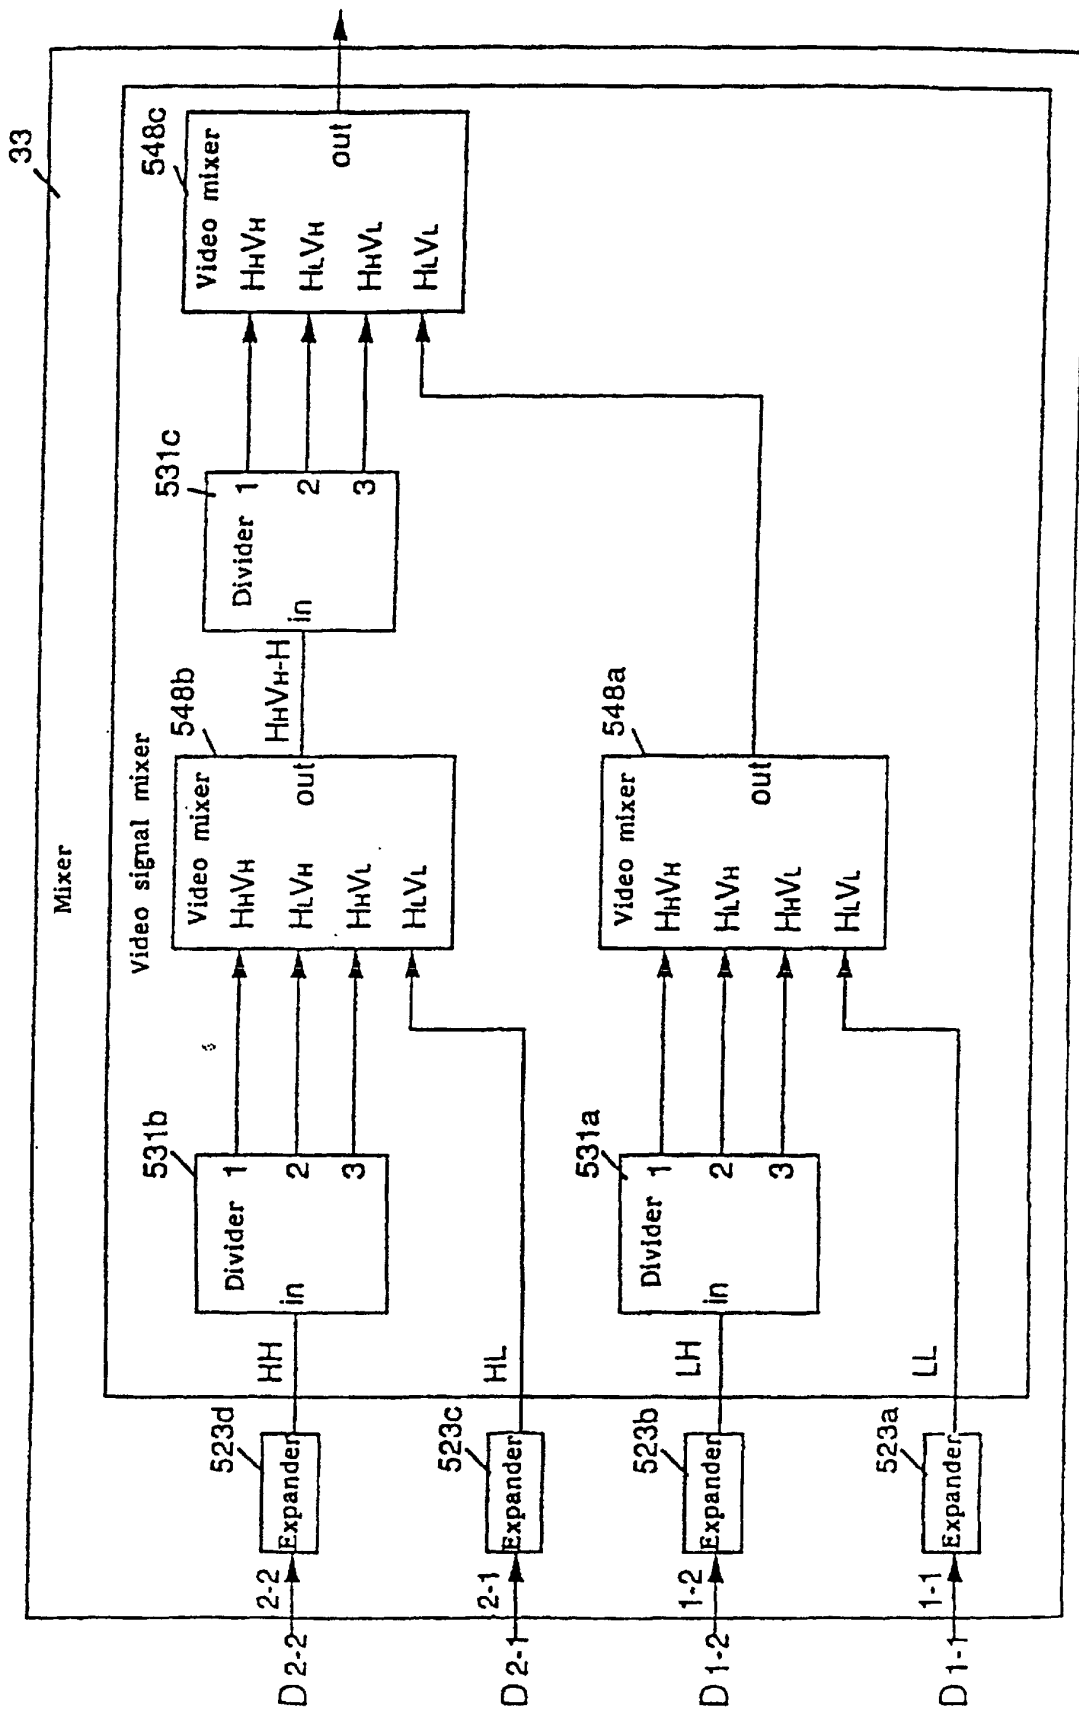 33
Mixer
Video signal mixer
D2-2
2-2
Expander
523d
HH
in
Divider
1
2
3
531b
Video mixer
HHVH
HLVH
HHVL
HLVL
out
548b
HHVH-H
in
Divider
1
2
3
531c
Video mixer
HHVH
HLVH
HHVL
HLVL
out
548c
D2-1
2-1
Expander
523c
HL
D1-2
1-2
Expander
523b
LH
in
Divider
1
2
3
531a
Video mixer
HHVH
HLVH
HHVL
HLVL
out
548a
D1-1
1-1
Expander
523a
LL